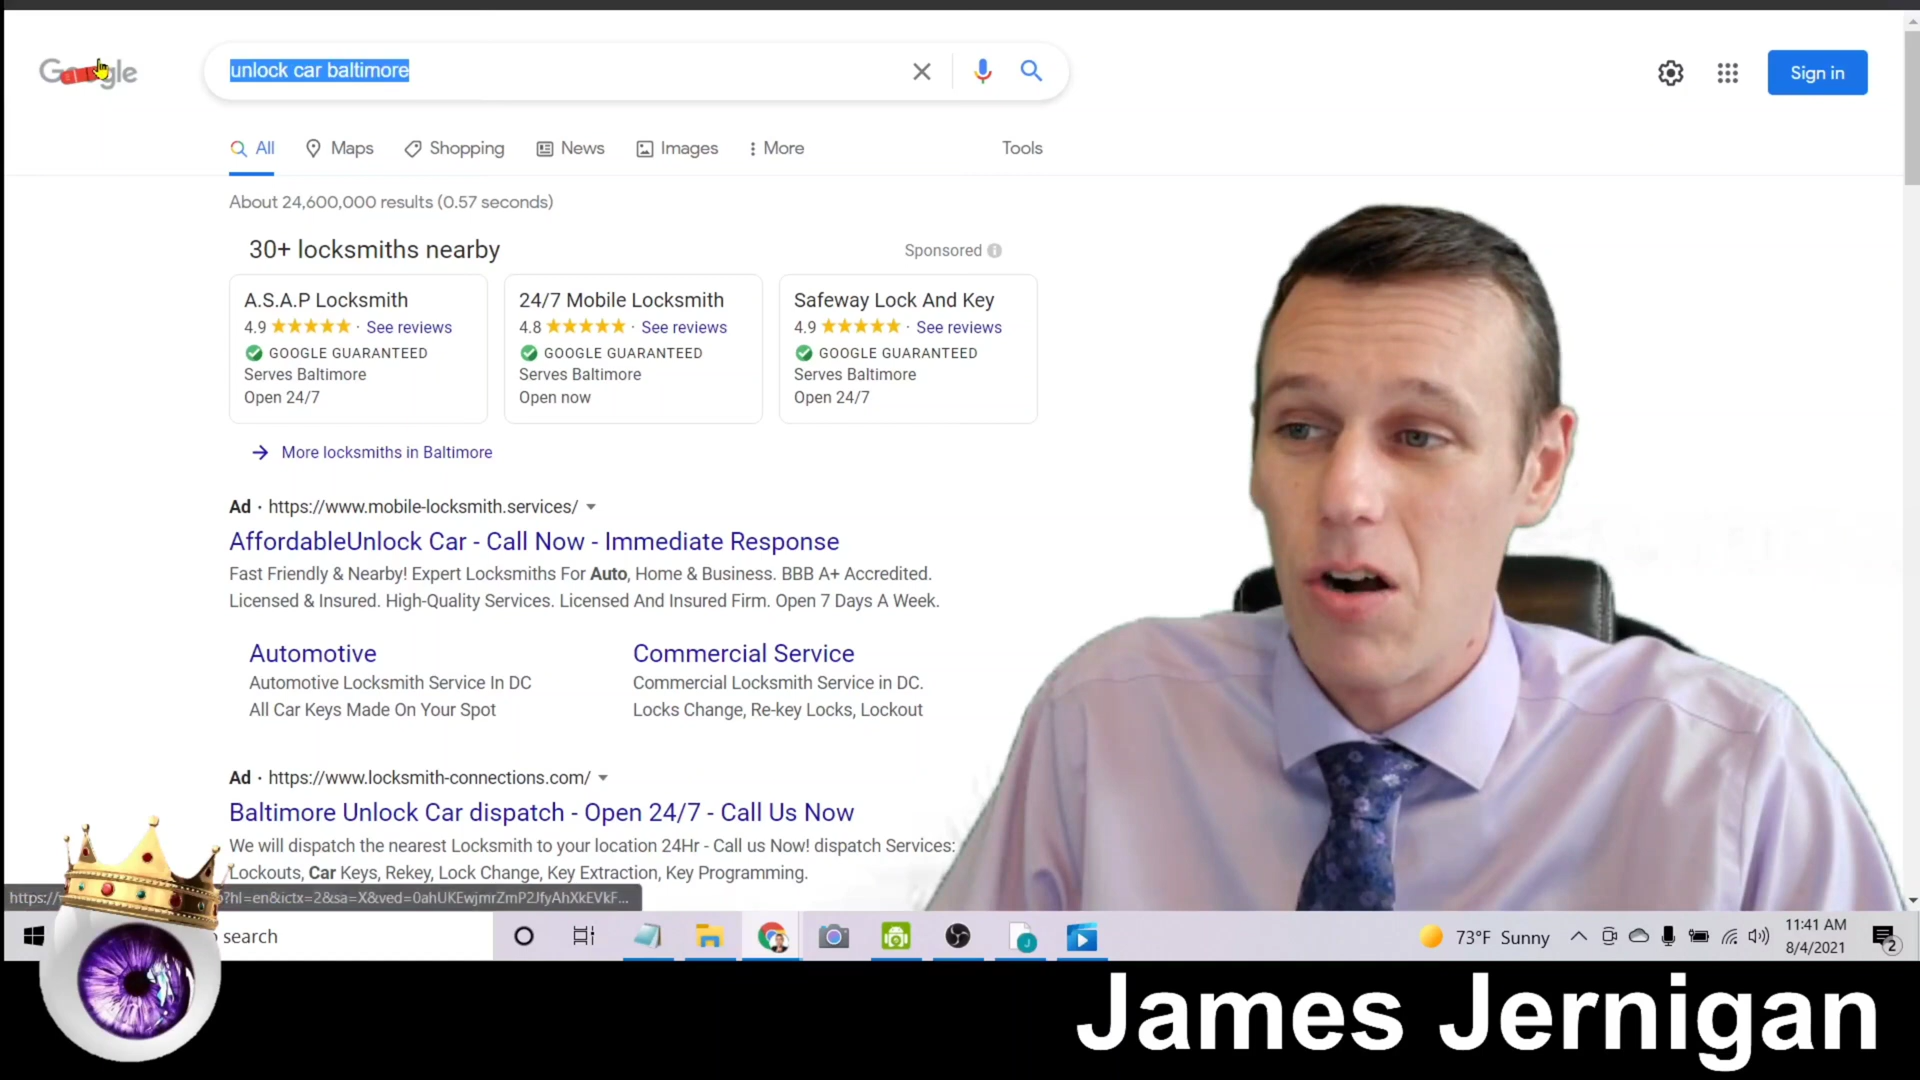 Google
unlock car baltimore
Sign in
All Maps Shopping News Images More Tools
About 24,600,000 results (0.57 seconds)
30+ locksmiths nearby
Sponsored
A.S.A.P Locksmith
4.9 · See reviews
GOOGLE GUARANTEED
Serves Baltimore
Open 24/7
24/7 Mobile Locksmith
4.8 · See reviews
GOOGLE GUARANTEED
Serves Baltimore
Open now
Safeway Lock And Key
4.9 · See reviews
GOOGLE GUARANTEED
Serves Baltimore
Open 24/7
More locksmiths in Baltimore
Ad · https://www.mobile-locksmith.services/
AffordableUnlock Car - Call Now - Immediate Response
Fast Friendly & Nearby! Expert Locksmiths For Auto, Home & Business. BBB A+ Accredited.
Licensed & Insured. High-Quality Services. Licensed And Insured Firm. Open 7 Days A Week.
Automotive
Automotive Locksmith Service In DC
All Car Keys Made On Your Spot
Commercial Service
Commercial Locksmith Service in DC.
Locks Change, Re-key Locks, Lockout
Ad · https://www.locksmith-connections.com/
Baltimore Unlock Car dispatch - Open 24/7 - Call Us Now
We will dispatch the nearest Locksmith to your location 24Hr - Call us Now! dispatch Services:
Lockouts, Car Keys, Rekey, Lock Change, Key Extraction, Key Programming.
?hl=en&ictx=2&sa=X&ved=0ahUKEwjmrZmP2JfyAhXkEVkF...
search
73°F Sunny
11:41 AM
8/4/2021
2
James Jernigan